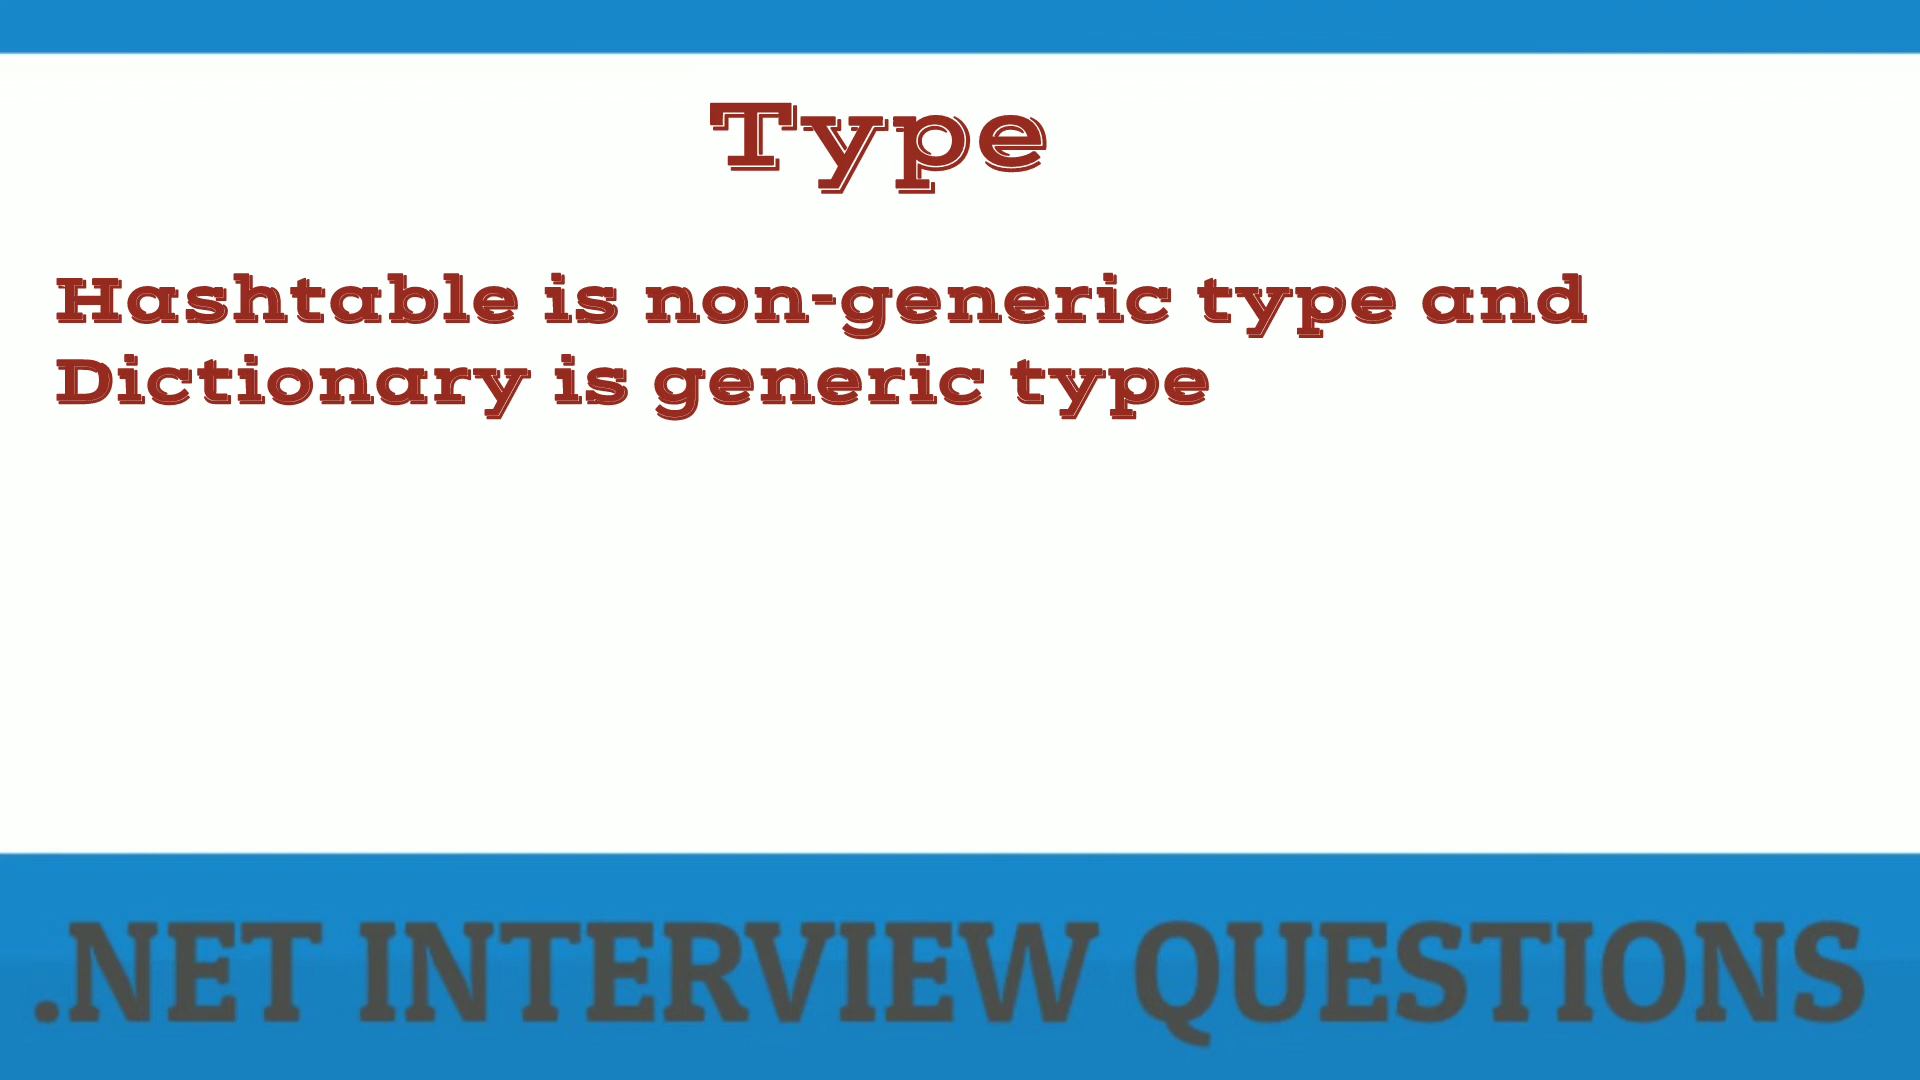 Type
Hashtable is non-generic type and
Dictionary is generic type
.NET INTERVIEW QUESTIONS